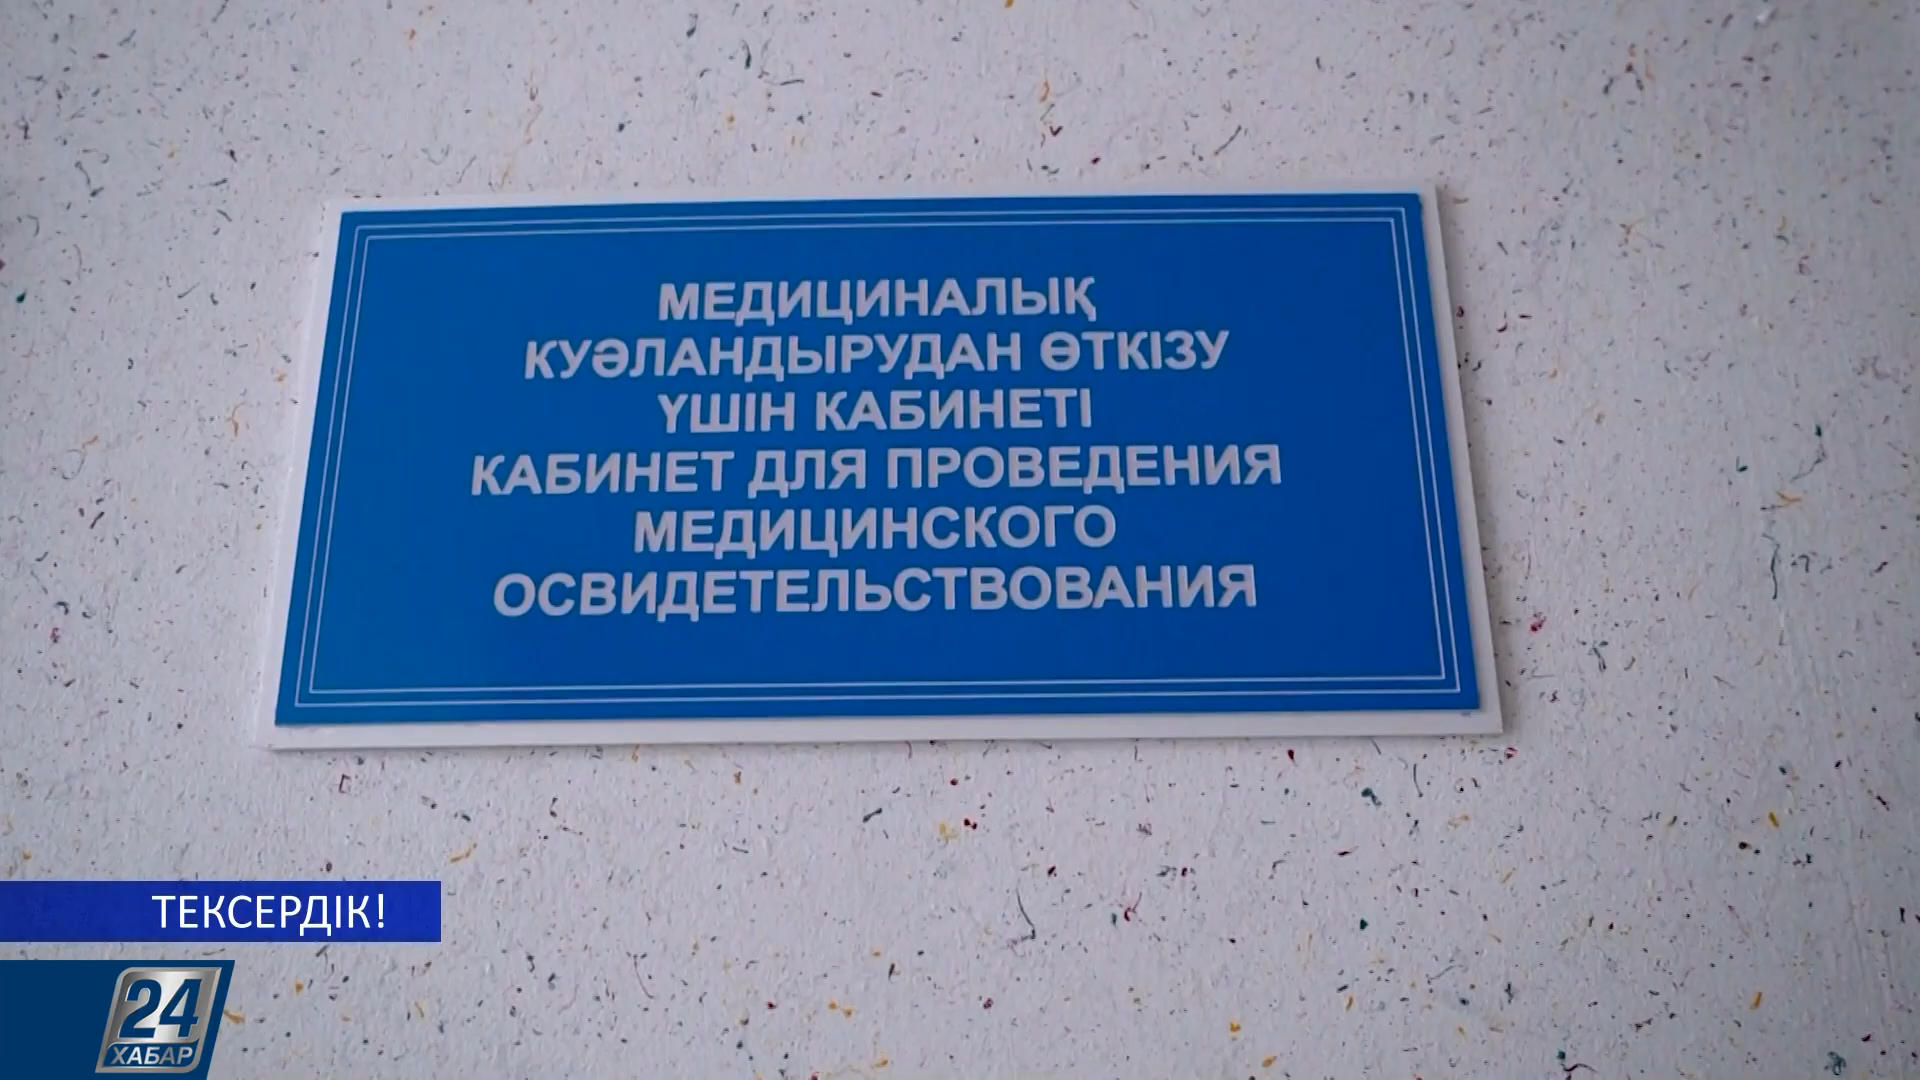 МЕДИЦИНАЛЫҚ
КУӘЛАНДЫРУДАН ӨТКІЗУ
ҮШІН КАБИНЕТІ
КАБИНЕТ ДЛЯ ПРОВЕДЕНИЯ
МЕДИЦИНСКОГО
ОСВИДЕТЕЛЬСТВОВАНИЯ
ТЕКСЕРДІК!
24
ХАБАР